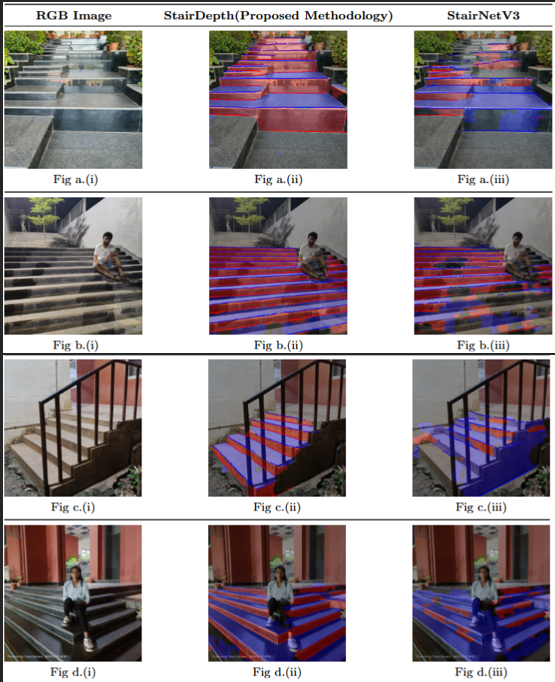 RGB Image StairDepth(Proposed Methodology) StairNetV3
Fig a.(i) Fig a.(ii) Fig a.(iii)
Fig b.(i) Fig b.(ii) Fig b.(iii)
Fig c.(i) Fig c.(ii) Fig c.(iii)
Fig d.(i) Fig d.(ii) Fig d.(iii)